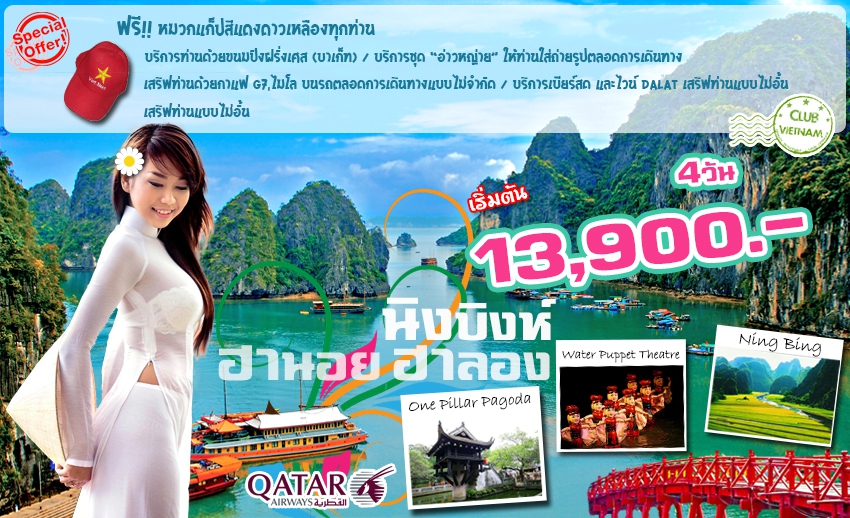 Special
Offer!
ฟรี!! หมวกแก็ปสีแดงดาวเหลืองทุกท่าน
บริการท่านด้วยขนมปังฝรั่งเศส (บาเก็ท) / บริการชุด "อ่าวหญ่าย" ให้ท่านใส่ถ่ายรูปตลอดการเดินทาง
เสริฟท่านด้วยกาแฟ G7,ไมโล บนรถตลอดการเดินทางแบบไม่จำกัด / บริการเบียร์สด และไวน์ DALAT เสริฟท่านแบบไม่อั้น
เสริฟท่านแบบไม่อั้น
CLUB
VIETNAM
4วัน
เริ่มต้น
13,900.-
นิงบิงห์
ฮานอย ฮาลอง
One Pillar Pagoda
Water Puppet Theatre
Ning Bing
QATAR
AIRWAYS القطرية